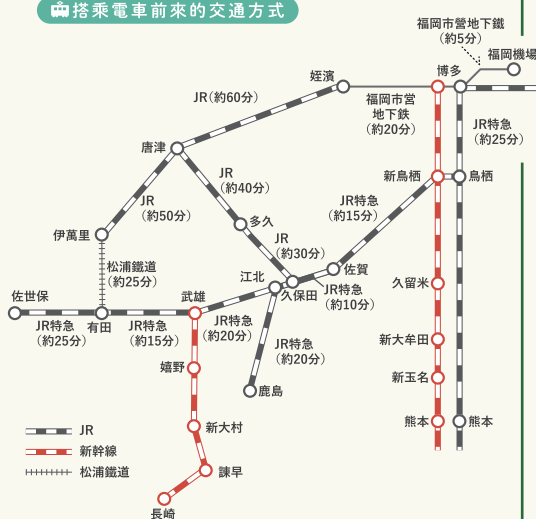 搭乘電車前來的交通方式
福岡市營地下鐵
（約5分）
福岡機場
博多
姪濱
JR（約60分）
福岡市営
地下鉄
（約20分）
JR特急
（約25分）
唐津
JR
（約40分）
新鳥栖
鳥栖
JR
（約50分）
JR特急
（約15分）
多久
伊萬里
JR
（約30分）
松浦鐵道
（約25分）
佐賀
江北
久保田
JR特急
（約10分）
久留米
佐世保
武雄
有田
JR特急
（約25分）
JR特急
（約15分）
JR特急
（約20分）
JR特急
（約20分）
新大牟田
嬉野
新玉名
鹿島
新大村
熊本
熊本
JR
新幹線
松浦鐵道
諫早
長崎